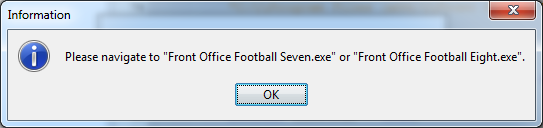 Information
Please navigate to "Front Office Football Seven.exe" or "Front Office Football Eight.exe".
OK